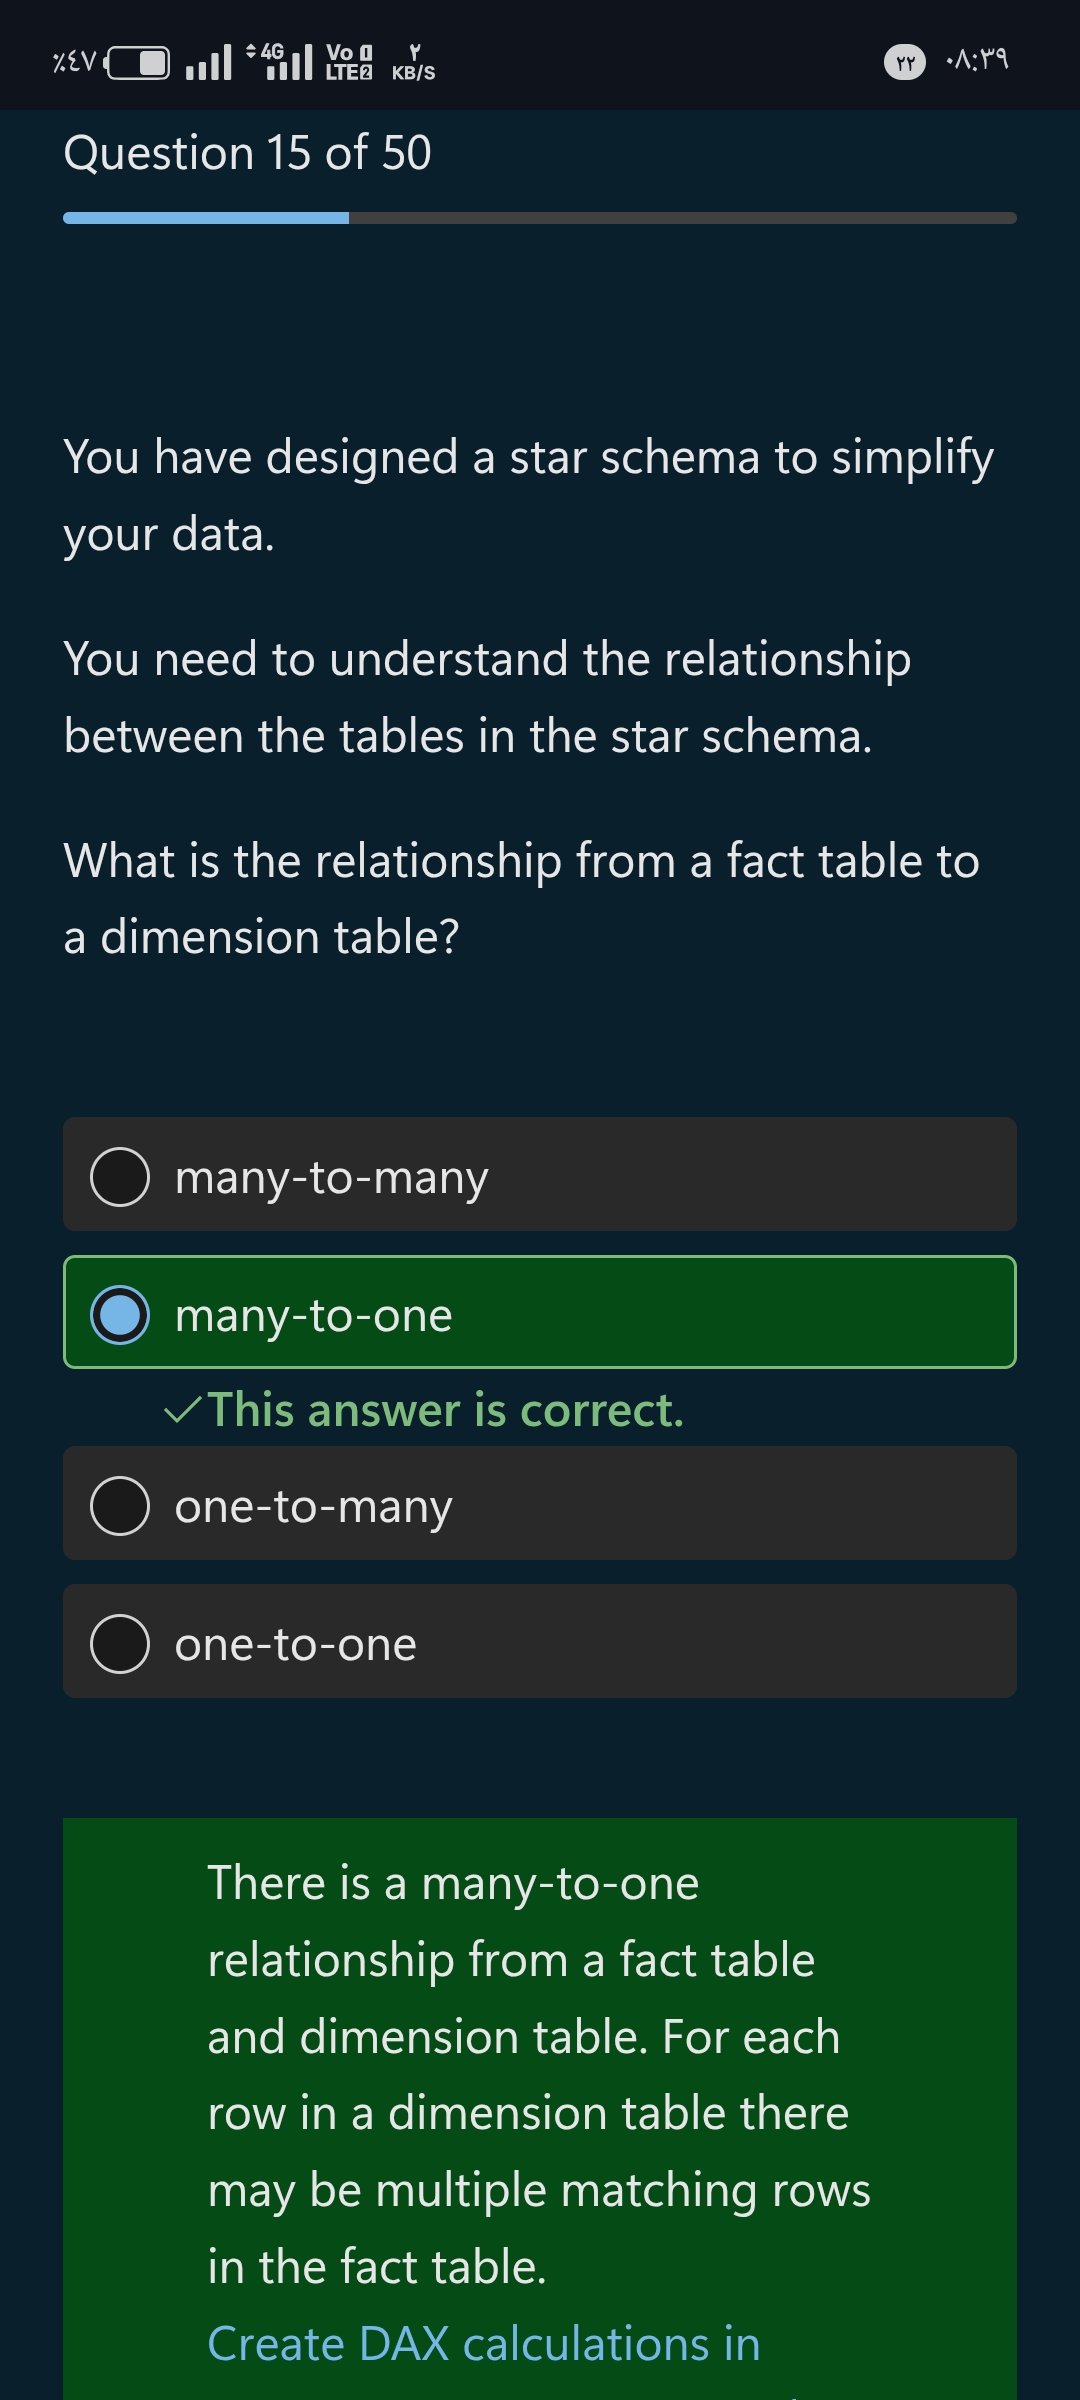 ٪٤٧ 4G Vo 1 LTE 2 ٢ KB/S ٢٢ ٠٨:٣٩
Question 15 of 50
You have designed a star schema to simplify
your data.
You need to understand the relationship
between the tables in the star schema.
What is the relationship from a fact table to
a dimension table?
many-to-many
many-to-one
This answer is correct.
one-to-many
one-to-one
There is a many-to-one
relationship from a fact table
and dimension table. For each
row in a dimension table there
may be multiple matching rows
in the fact table.
Create DAX calculations in